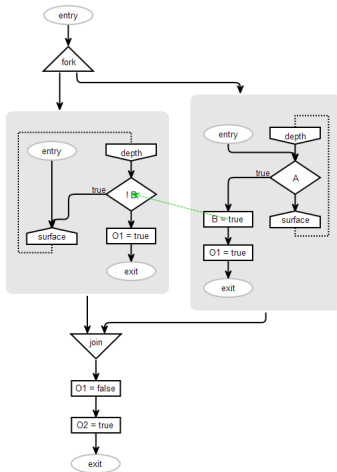 entry
fork
entry
depth
true
! B
surface
O1 = true
exit
entry
depth
true
A
B = true
surface
O1 = true
exit
join
O1 = false
O2 = true
exit